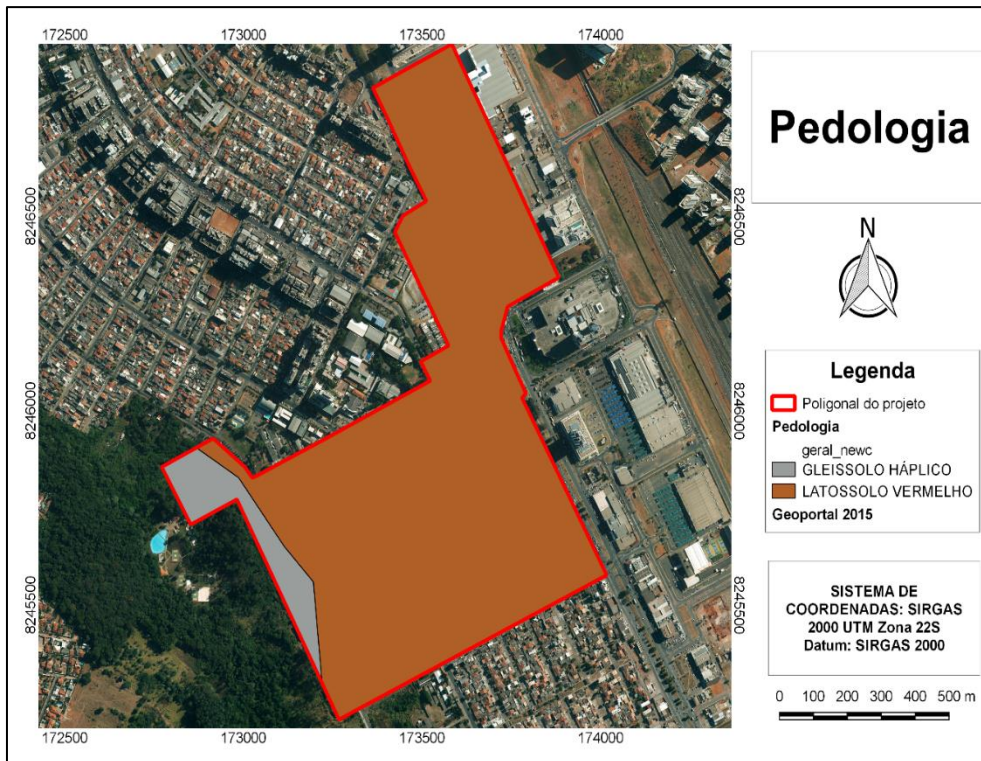 172500 173000 173500 174000
Pedologia
8246500
8246500
N
8246000
8246000
Legenda
Poligonal do projeto
Pedologia
geral_newc
GLEISSOLO HÁPLICO
LATOSSOLO VERMELHO
Geoportal 2015
8245500
8245500
SISTEMA DE
COORDENADAS: SIRGAS
2000 UTM Zona 22S
Datum: SIRGAS 2000
0 100 200 300 400 500 m
172500 173000 173500 174000